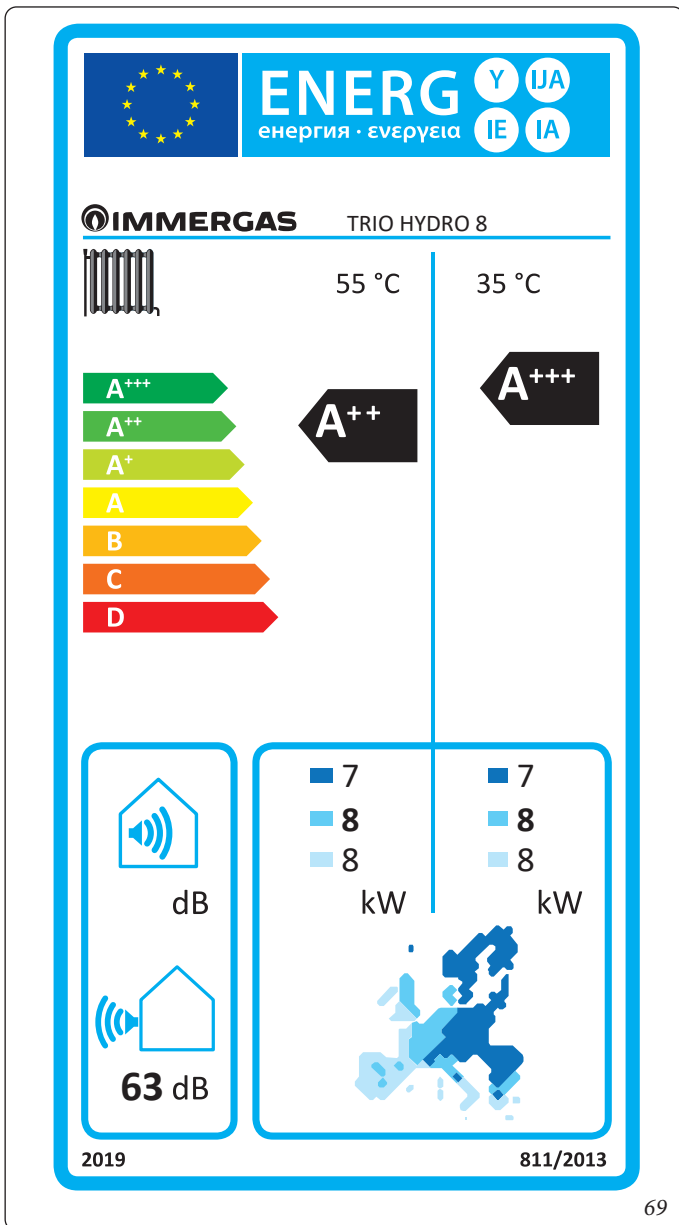 ENERG Y IJA
енергия · ενεργεια IE IA
IMMERGAS TRIO HYDRO 8
55 °C 35 °C
A+++
A++
A+
A
B
C
D
A++
A+++
7 7
8 8
8 8
dB kW kW
63 dB
2019 811/2013
69